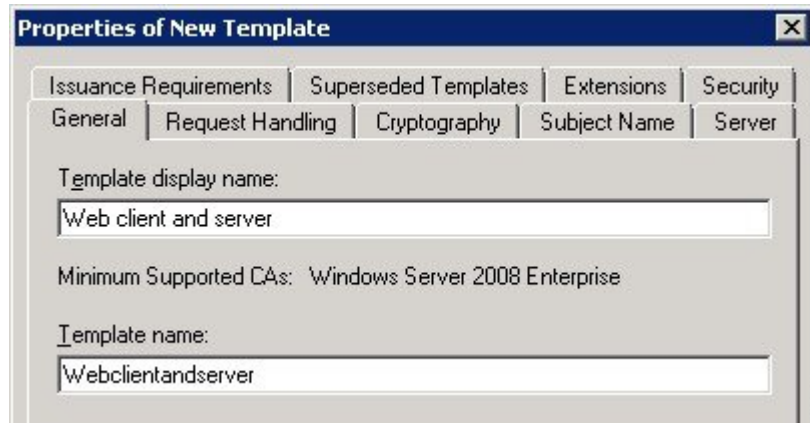 Properties of New Template
Issuance Requirements Superseded Templates Extensions Security
General Request Handling Cryptography Subject Name Server
Template display name:
Web client and server
Minimum Supported CAs: Windows Server 2008 Enterprise
Template name:
Webclientandserver